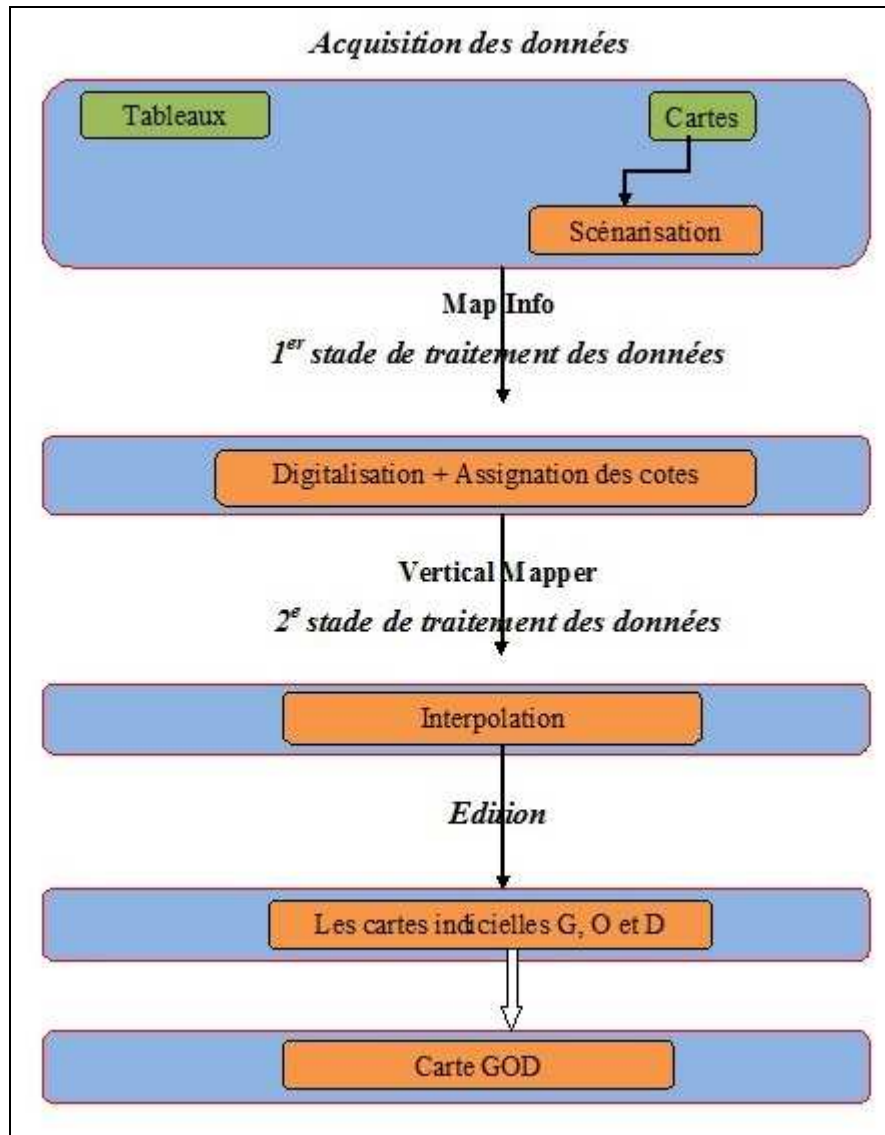 Acquisition des données
Tableaux
Cartes
Scénarisation
Map Info
1er stade de traitement des données
Digitalisation + Assignation des cotes
Vertical Mapper
2e stade de traitement des données
Interpolation
Edition
Les cartes indicielles G, O et D
Carte GOD